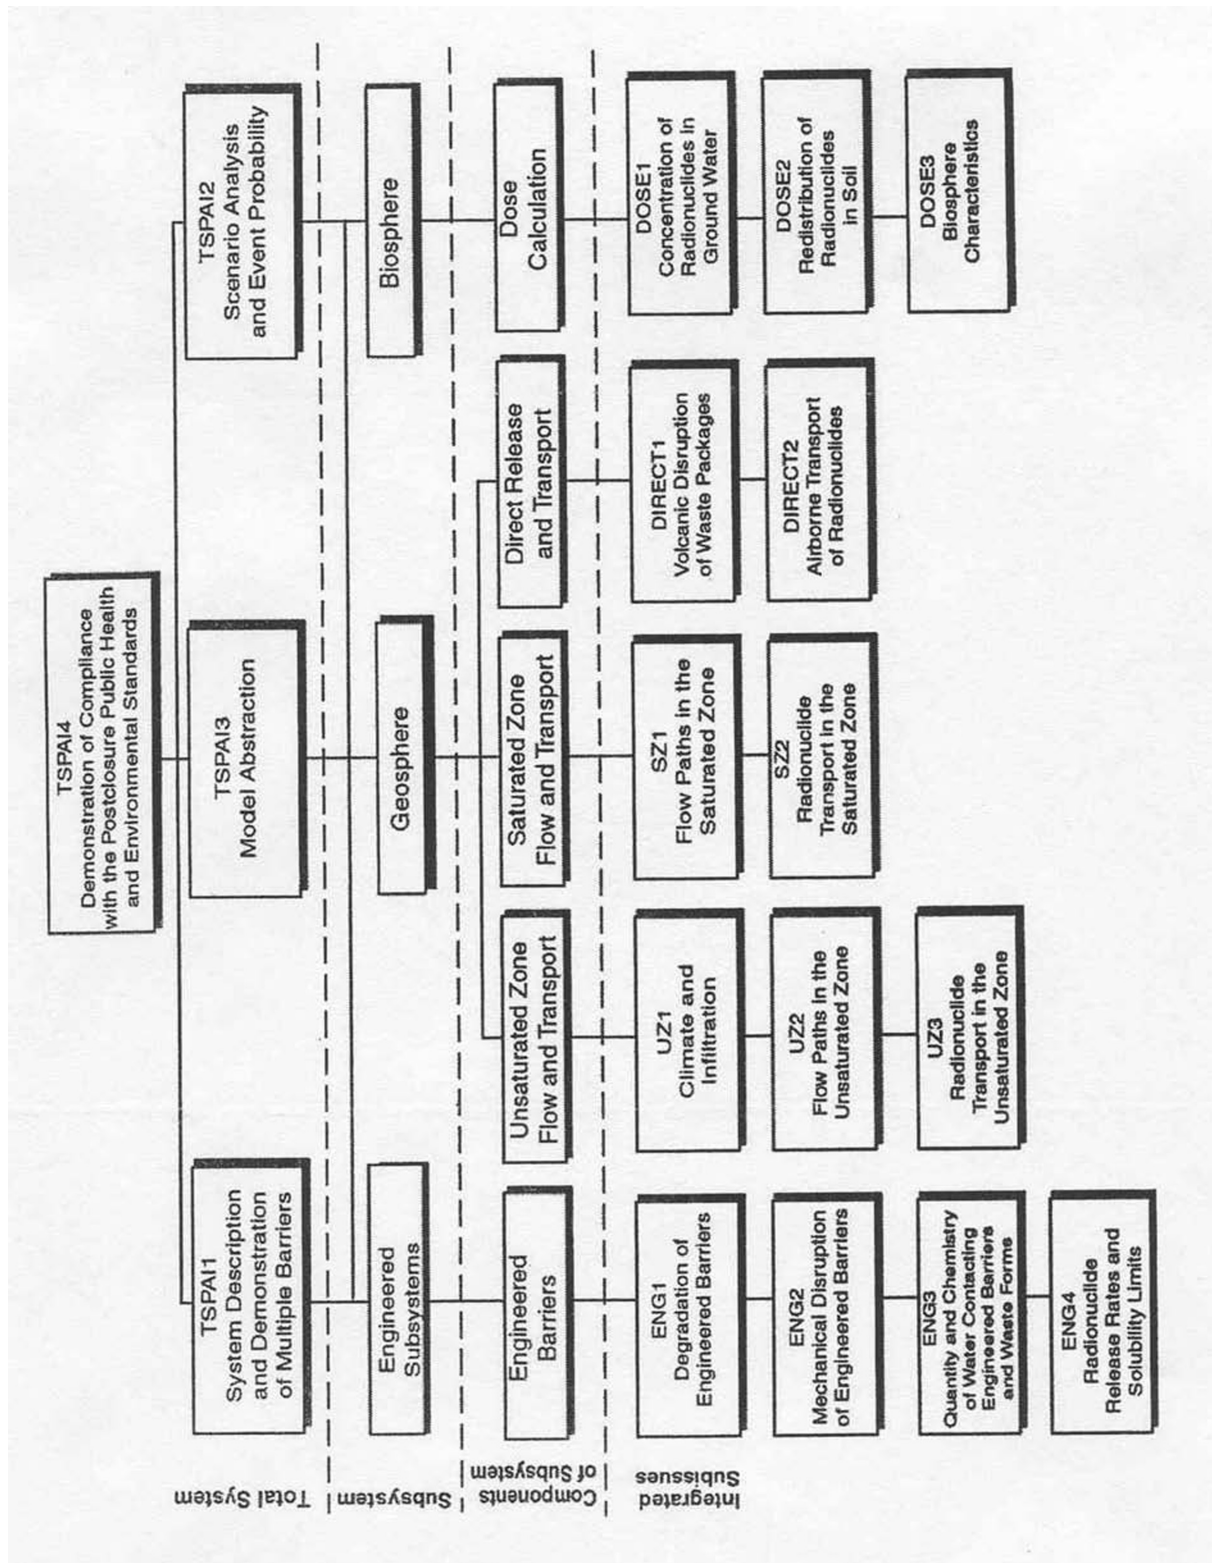 TSPAI4
Demonstration of Compliance
with the Postclosure Public Health
and Environmental Standards
Total System
TSPAI1
System Description
and Demonstration
of Multiple Barriers
TSPAI3
Model Abstraction
TSPAI2
Scenario Analysis
and Event Probability
Subsystem
Engineered
Subsystems
Geosphere
Biosphere
Components
of Subsystem
Engineered
Barriers
Unsaturated Zone
Flow and Transport
Saturated Zone
Flow and Transport
Direct Release
and Transport
Dose
Calculation
Integrated
Subissues
ENG1
Degradation of
Engineered Barriers
UZ1
Climate and
Infiltration
SZ1
Flow Paths in the
Saturated Zone
DIRECT1
Volcanic Disruption
of Waste Packages
DOSE1
Concentration of
Radionuclides in
Ground Water
ENG2
Mechanical Disruption
of Engineered Barriers
UZ2
Flow Paths in the
Unsaturated Zone
SZ2
Radionuclide
Transport in the
Saturated Zone
DIRECT2
Airborne Transport
of Radionuclides
DOSE2
Redistribution of
Radionuclides
in Soil
ENG3
Quantity and Chemistry
of Water Contacting
Engineered Barriers
and Waste Forms
UZ3
Radionuclide
Transport in the
Unsaturated Zone
DOSE3
Biosphere
Characteristics
ENG4
Radionuclide
Release Rates and
Solubility Limits